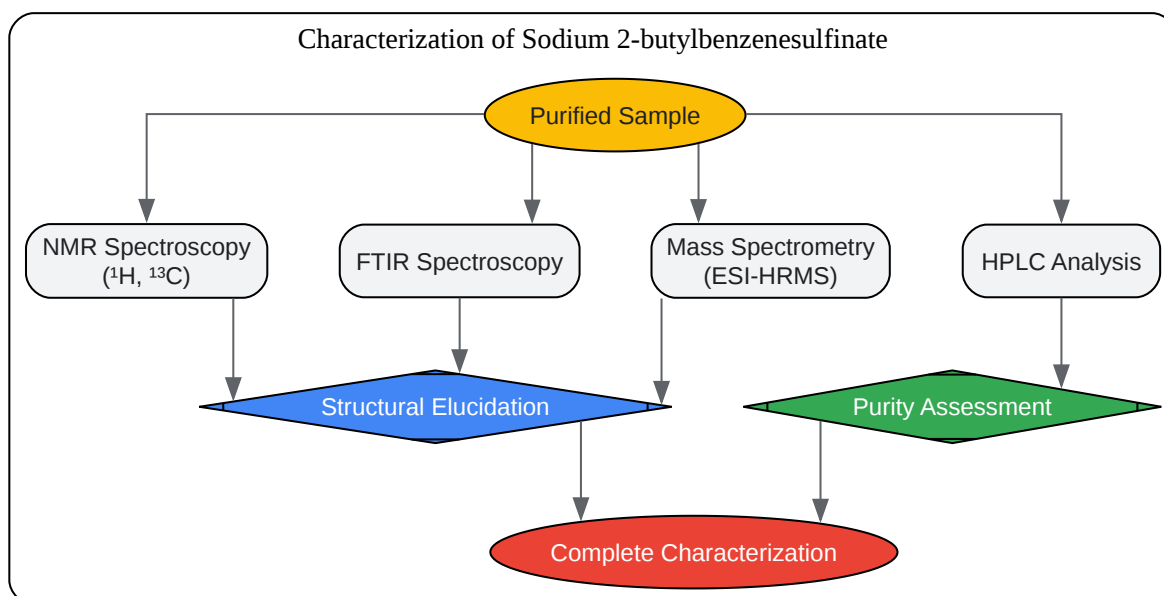 Characterization of Sodium 2-butylbenzenesulfinate
Purified Sample
NMR Spectroscopy
(¹H, ¹³C)
FTIR Spectroscopy
Mass Spectrometry
(ESI-HRMS)
HPLC Analysis
Structural Elucidation
Purity Assessment
Complete Characterization